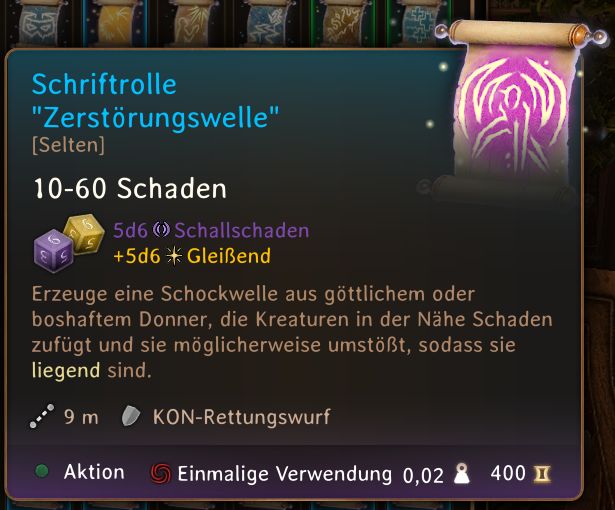 Schriftrolle
"Zerstörungswelle"
[Selten]
10-60 Schaden
5d6 Schallschaden
+5d6 Gleißend
Erzeuge eine Schockwelle aus göttlichem oder
boshaftem Donner, die Kreaturen in der Nähe Schaden
zufügt und sie möglicherweise umstößt, sodass sie
liegend sind.
9 m KON-Rettungswurf
Aktion Einmalige Verwendung 0,02 400